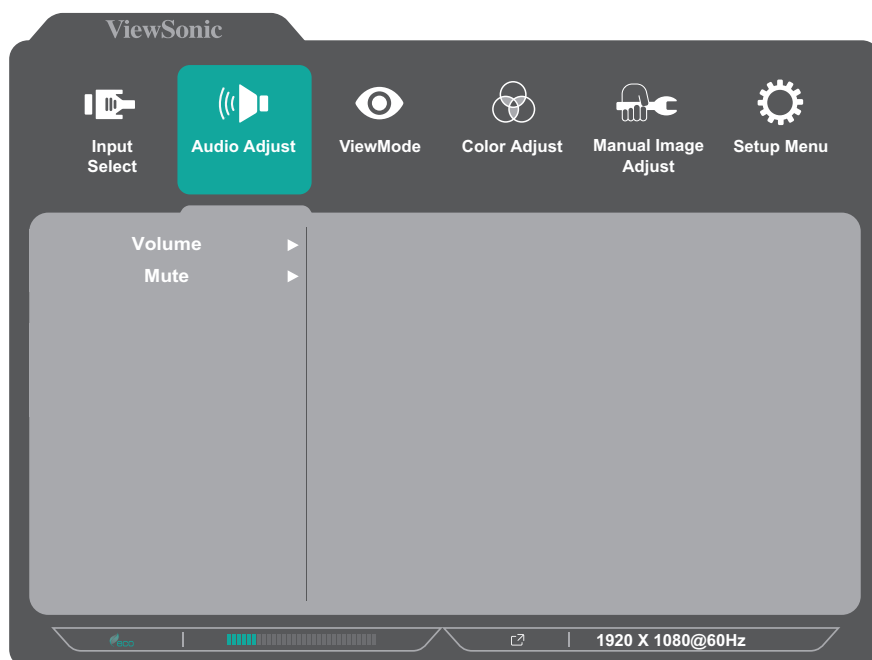 ViewSonic
Input
Select
Audio Adjust
ViewMode
Color Adjust
Manual Image
Adjust
Setup Menu
Volume
Mute
eco
1920 X 1080@60Hz